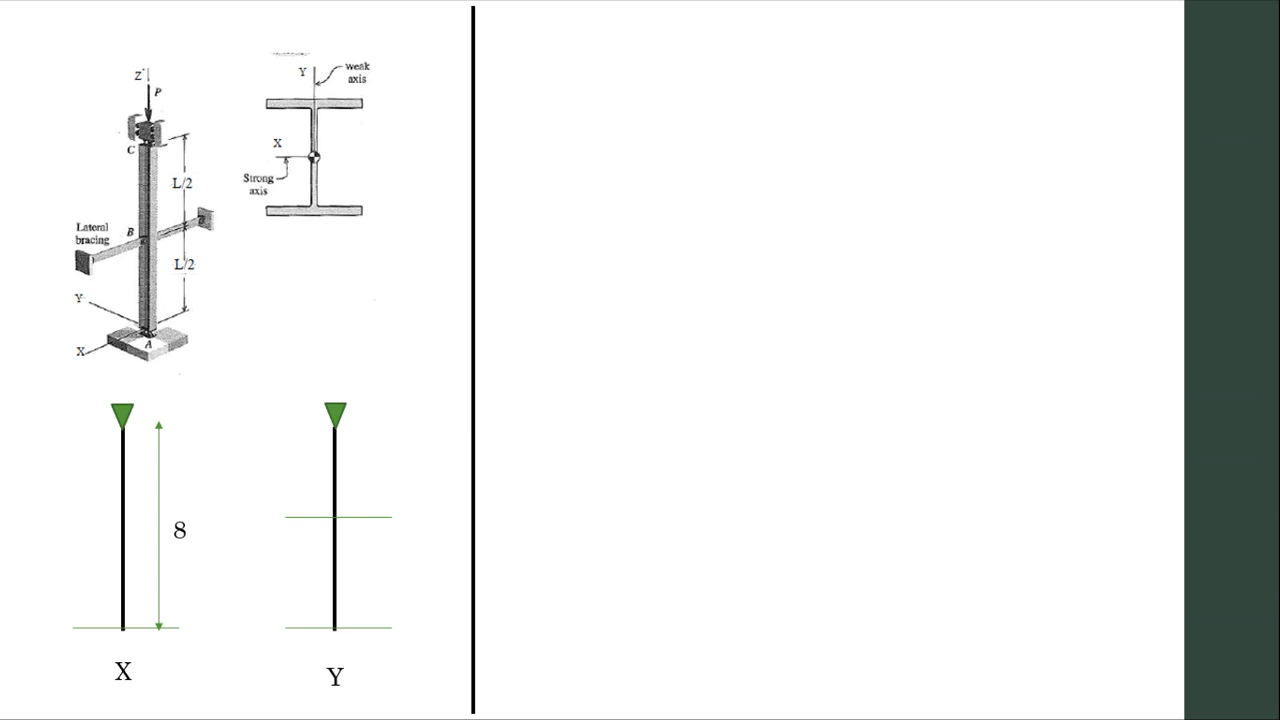 Z
P
C
L/2
Lateral
bracing
B
L/2
Y
X
A
Y
weak
axis
X
Strong
axis
8
X
Y